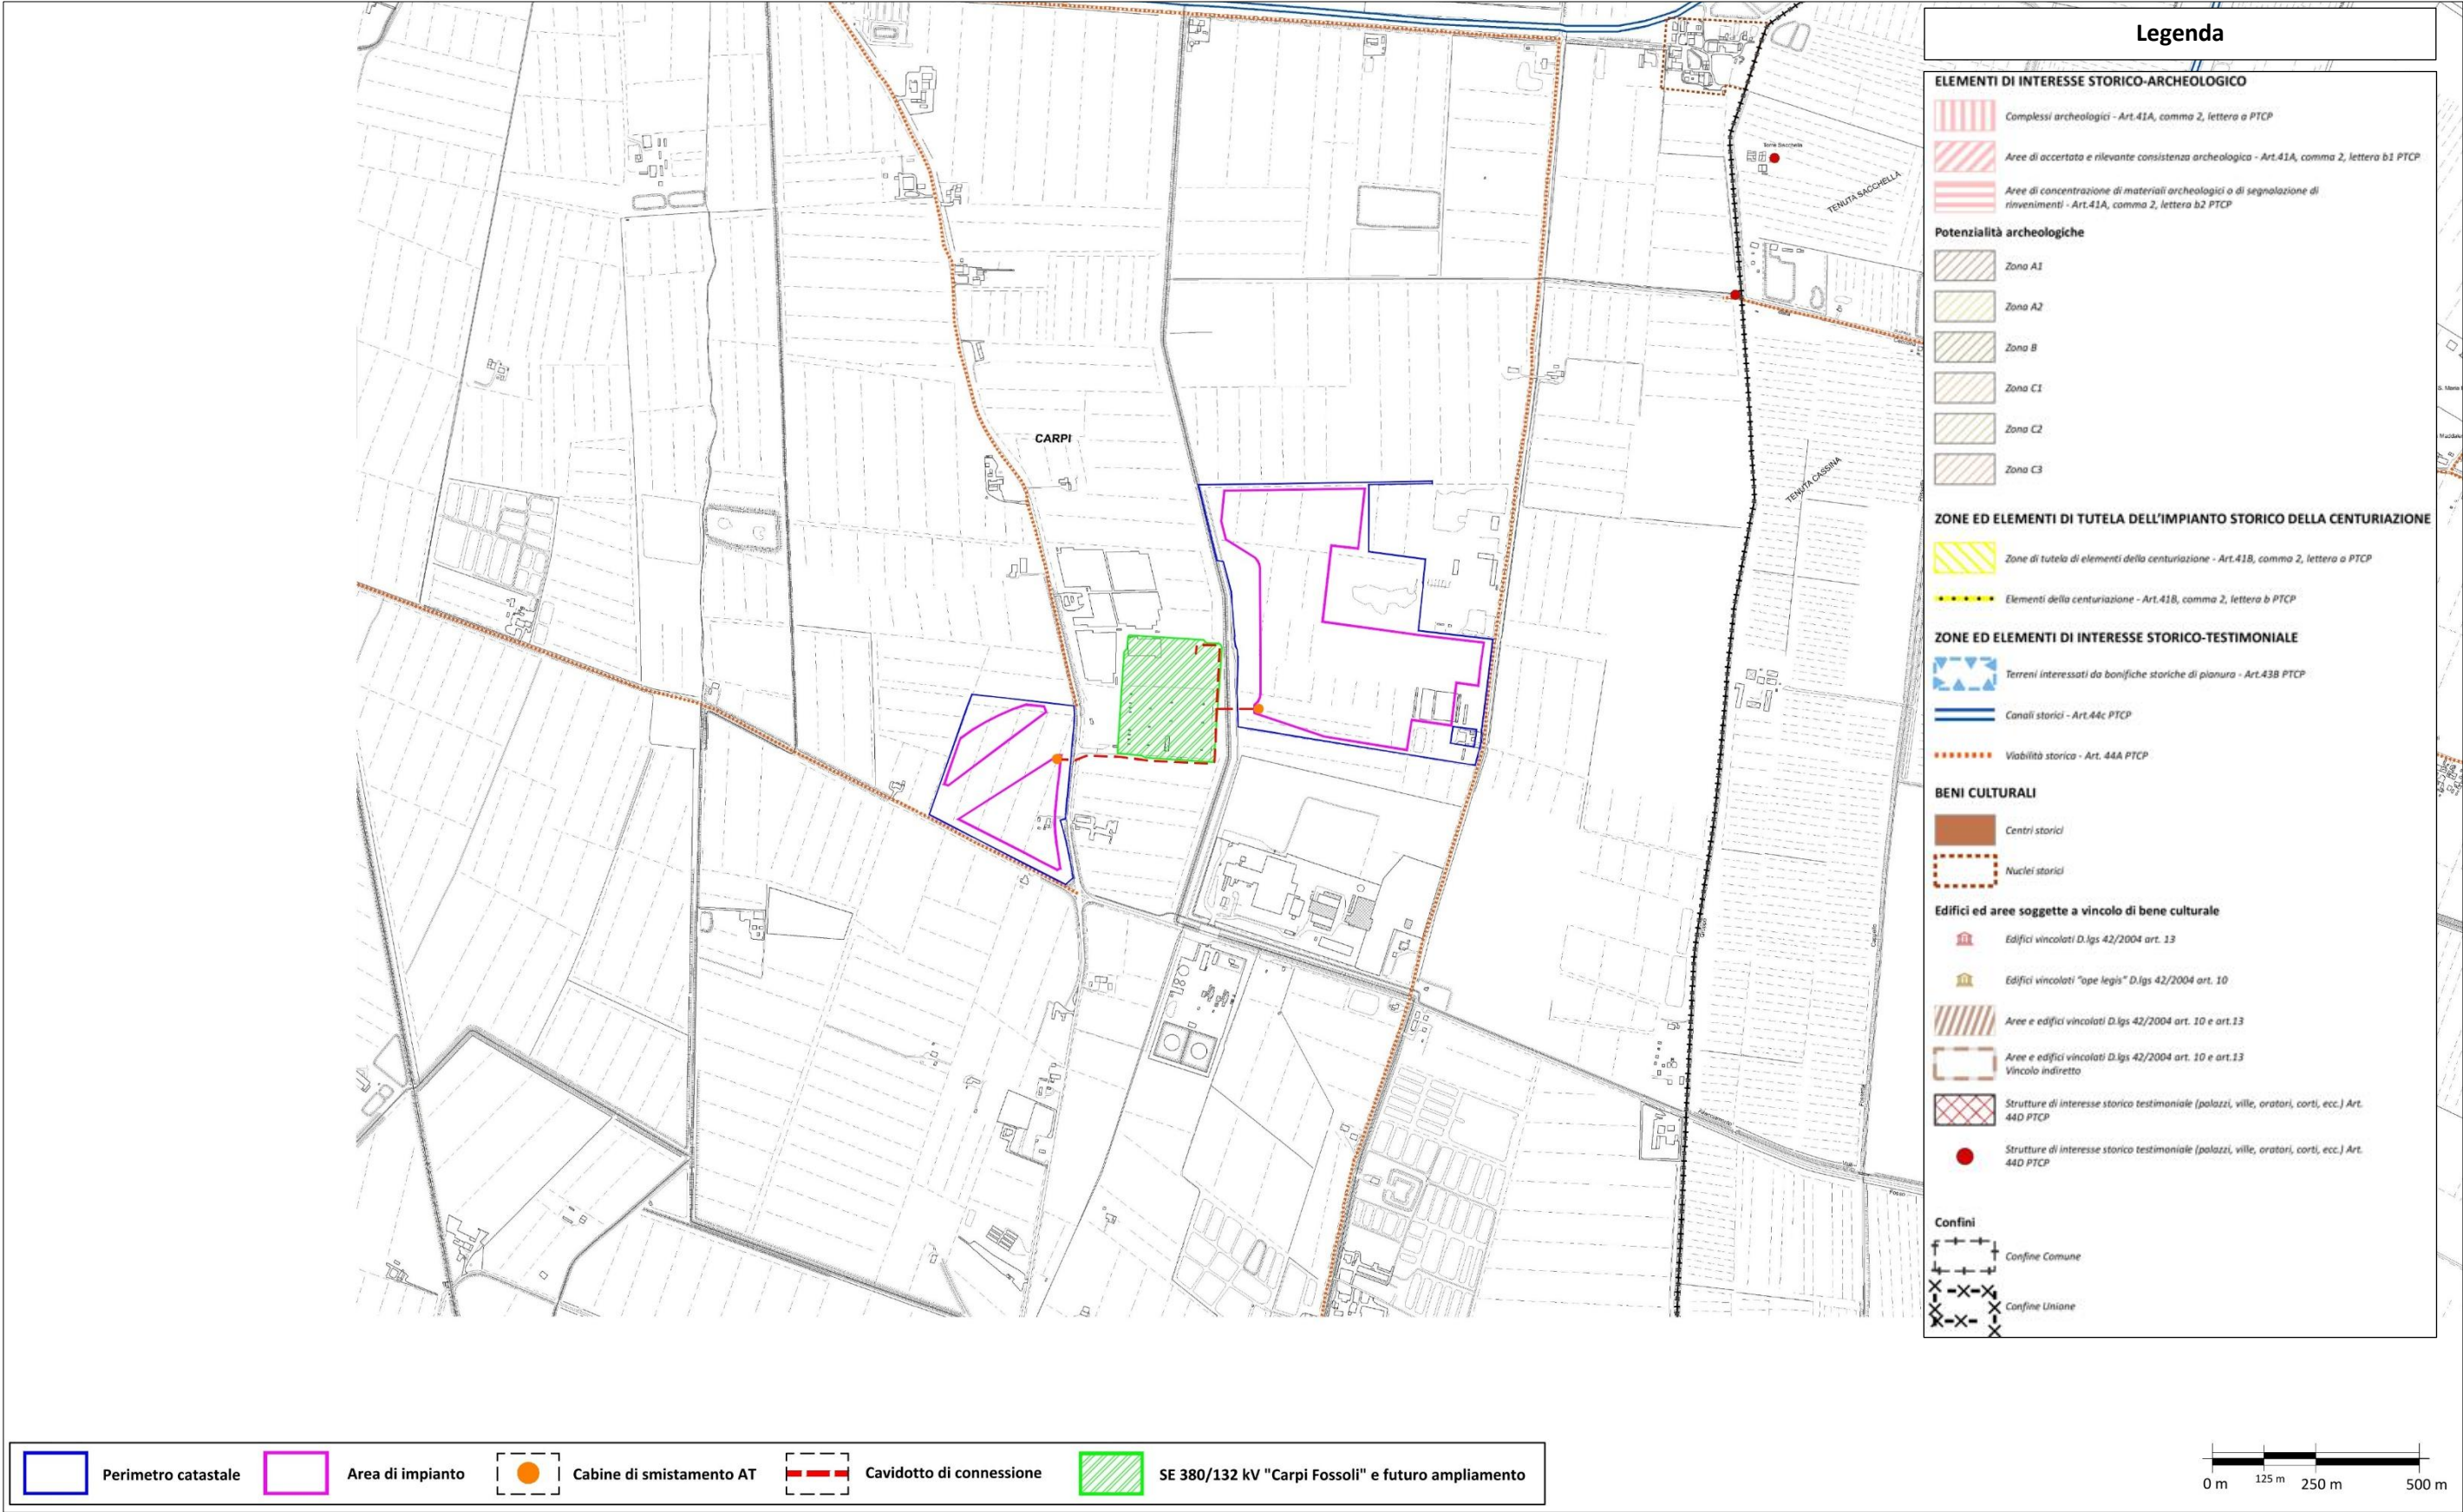 Legenda
ELEMENTI DI INTERESSE STORICO-ARCHEOLOGICO
Complessi archeologici - Art.41A, comma 2, lettera a PTCP
Aree di accertata e rilevante consistenza archeologica - Art.41A, comma 2, lettera b1 PTCP
Aree di concentrazione di materiali archeologici o di segnalazione di
rinvenimenti - Art.41A, comma 2, lettera b2 PTCP
Potenzialità archeologiche
Zona A1
Zona A2
Zona B
Zona C1
Zona C2
Zona C3
ZONE ED ELEMENTI DI TUTELA DELL'IMPIANTO STORICO DELLA CENTURIAZIONE
Zone di tutela di elementi della centuriazione - Art.41B, comma 2, lettera a PTCP
Elementi della centuriazione - Art.41B, comma 2, lettera b PTCP
ZONE ED ELEMENTI DI INTERESSE STORICO-TESTIMONIALE
Terreni interessati da bonifiche storiche di pianura - Art.43B PTCP
Canali storici - Art.44c PTCP
Viabilità storica - Art. 44A PTCP
BENI CULTURALI
Centri storici
Nuclei storici
Edifici ed aree soggette a vincolo di bene culturale
Edifici vincolati D.lgs 42/2004 art. 13
Edifici vincolati "ope legis" D.lgs 42/2004 art. 10
Aree e edifici vincolati D.lgs 42/2004 art. 10 e art.13
Aree e edifici vincolati D.lgs 42/2004 art. 10 e art.13
Vincolo indiretto
Strutture di interesse storico testimoniale (palazzi, ville, oratori, corti, ecc.) Art.
44D PTCP
Strutture di interesse storico testimoniale (palazzi, ville, oratori, corti, ecc.) Art.
44D PTCP
Confini
Confine Comune
Confine Unione
CARPI
TENUTA SACCHELLA
TENUTA CASSINA
Perimetro catastale
Area di impianto
Cabine di smistamento AT
Cavidotto di connessione
SE 380/132 kV "Carpi Fossoli" e futuro ampliamento
0 m
125 m
250 m
500 m